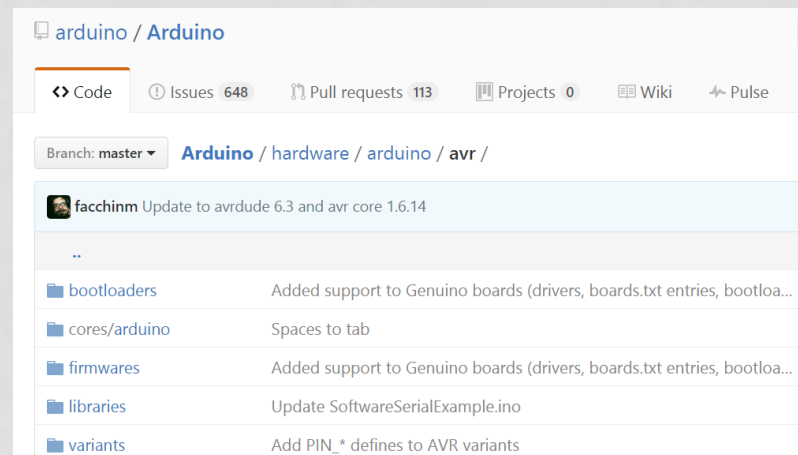 arduino / Arduino
Code Issues 648 Pull requests 113 Projects 0 Wiki Pulse
Branch: master Arduino / hardware / arduino / avr /
facchinm Update to avrdude 6.3 and avr core 1.6.14
..
bootloaders Added support to Genuino boards (drivers, boards.txt entries, bootloa...
cores/arduino Spaces to tab
firmwares Added support to Genuino boards (drivers, boards.txt entries, bootloa...
libraries Update SoftwareSerialExample.ino
variants Add PIN_* defines to AVR variants